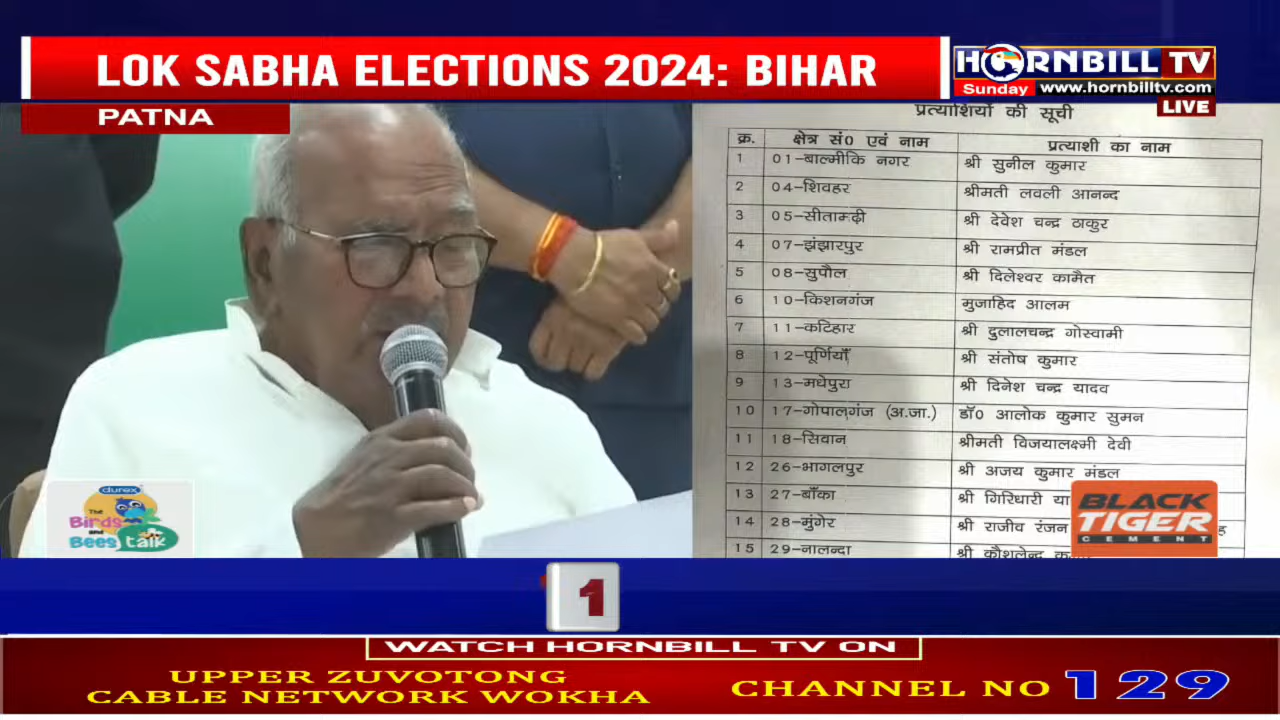 LOK SABHA ELECTIONS 2024: BIHAR
HORNBILL TV
Sunday www.hornbilltv.com
LIVE
PATNA
प्रत्याशियों की सूची
क्र. क्षेत्र सं0 एवं नाम प्रत्याशी का नाम
1 01-बाल्मीकि नगर श्री सुनील कुमार
2 04-शिवहर श्रीमती लवली आनन्द
3 05-सीतामढ़ी श्री देवेश चन्द्र ठाकुर
4 07-झंझारपुर श्री रामप्रीत मंडल
5 08-सुपौल श्री दिलेश्वर कामैत
6 10-किशनगंज मुजाहिद आलम
7 11-कटिहार श्री दुलालचन्द्र गोस्वामी
8 12-पूर्णियाँ श्री संतोष कुमार
9 13-मधेपुरा श्री दिनेश चन्द्र यादव
10 17-गोपालगंज (अ.जा.) डॉ0 आलोक कुमार सुमन
11 18-सिवान श्रीमती विजयालक्ष्मी देवी
12 26-भागलपुर श्री अजय कुमार मंडल
13 27-बाँका श्री गिरिधारी या
14 28-मुंगेर श्री राजीव रंजन
15 29-नालन्दा श्री कौशलेन्द्र
durex
The Birds and Bees talk
BLACK TIGER
CEMENT
1
WATCH HORNBILL TV ON
UPPER ZUVOTONG
CABLE NETWORK WOKHA
CHANNEL NO 129